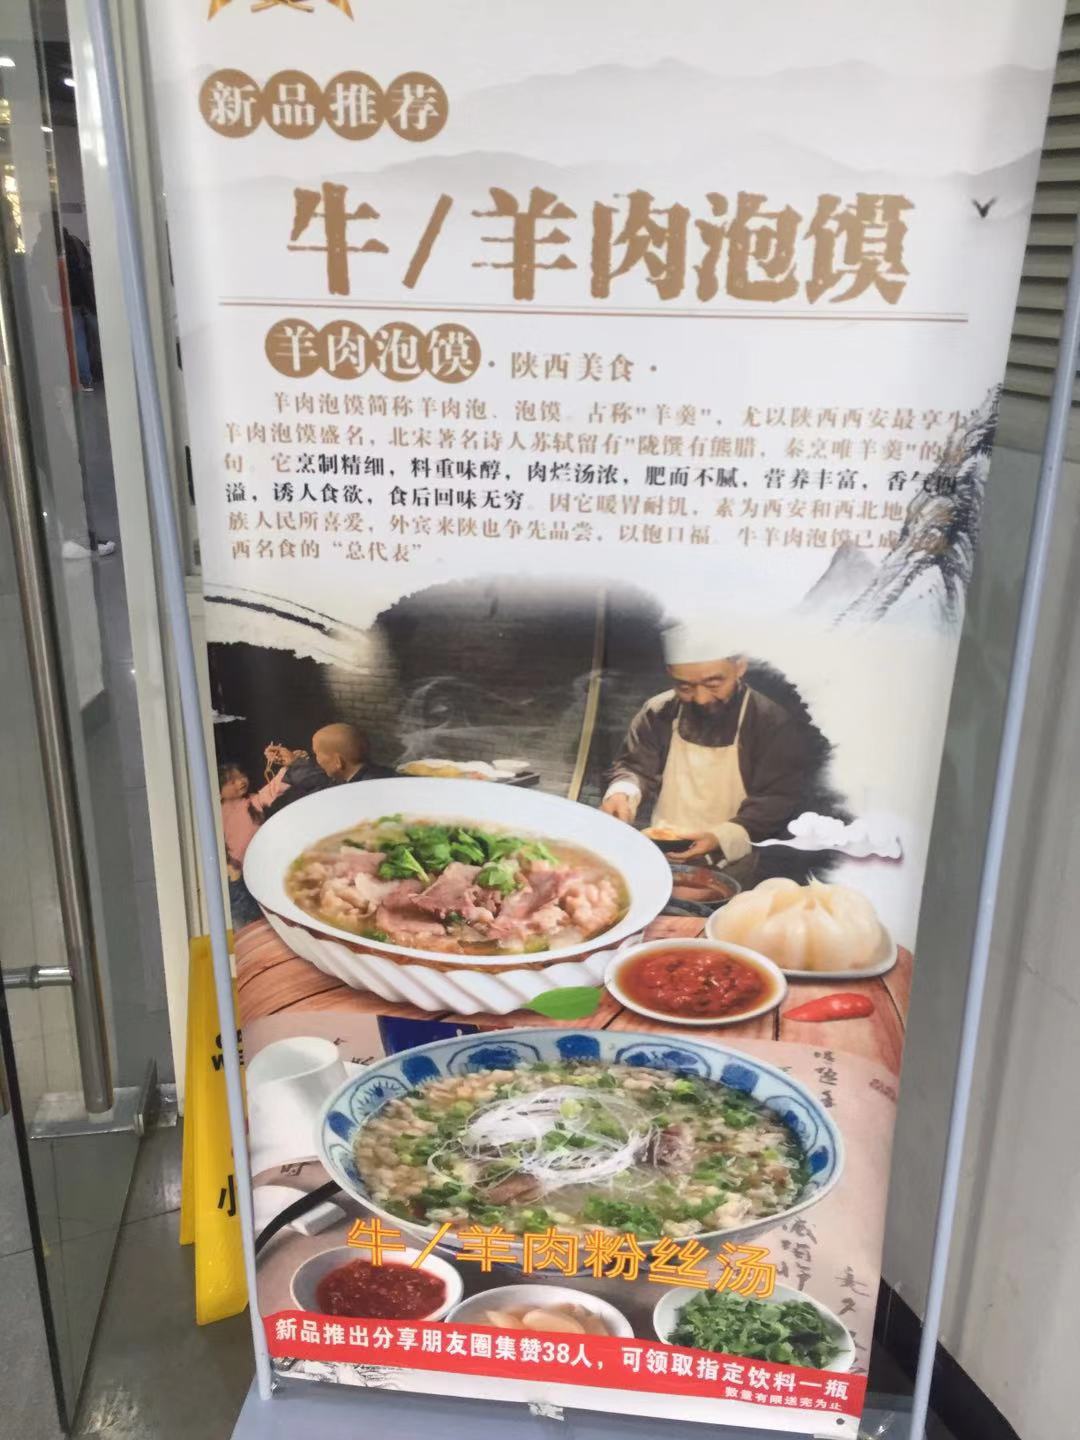 新品推荐
牛/羊肉泡馍
羊肉泡馍·陕西美食·
羊肉泡馍简称羊肉泡、泡馍。古称"羊羹"，尤以陕西西安最享牛
羊肉泡馍盛名，北宋著名诗人苏轼留有"陇馔有熊腊，秦烹唯羊羹"的
句。它烹制精细，料重味醇，肉烂汤浓，肥而不腻，营养丰富，香气四
溢，诱人食欲，食后回味无穷。因它暖胃耐饥，素为西安和西北地
族人民所喜爱，外宾来陕也争先品尝，以饱口福。牛羊肉泡馍已成
西名食的"总代表"
牛/羊肉粉丝汤
新品推出分享朋友圈集赞38人，可领取指定饮料一瓶
数量有限送完为止
小